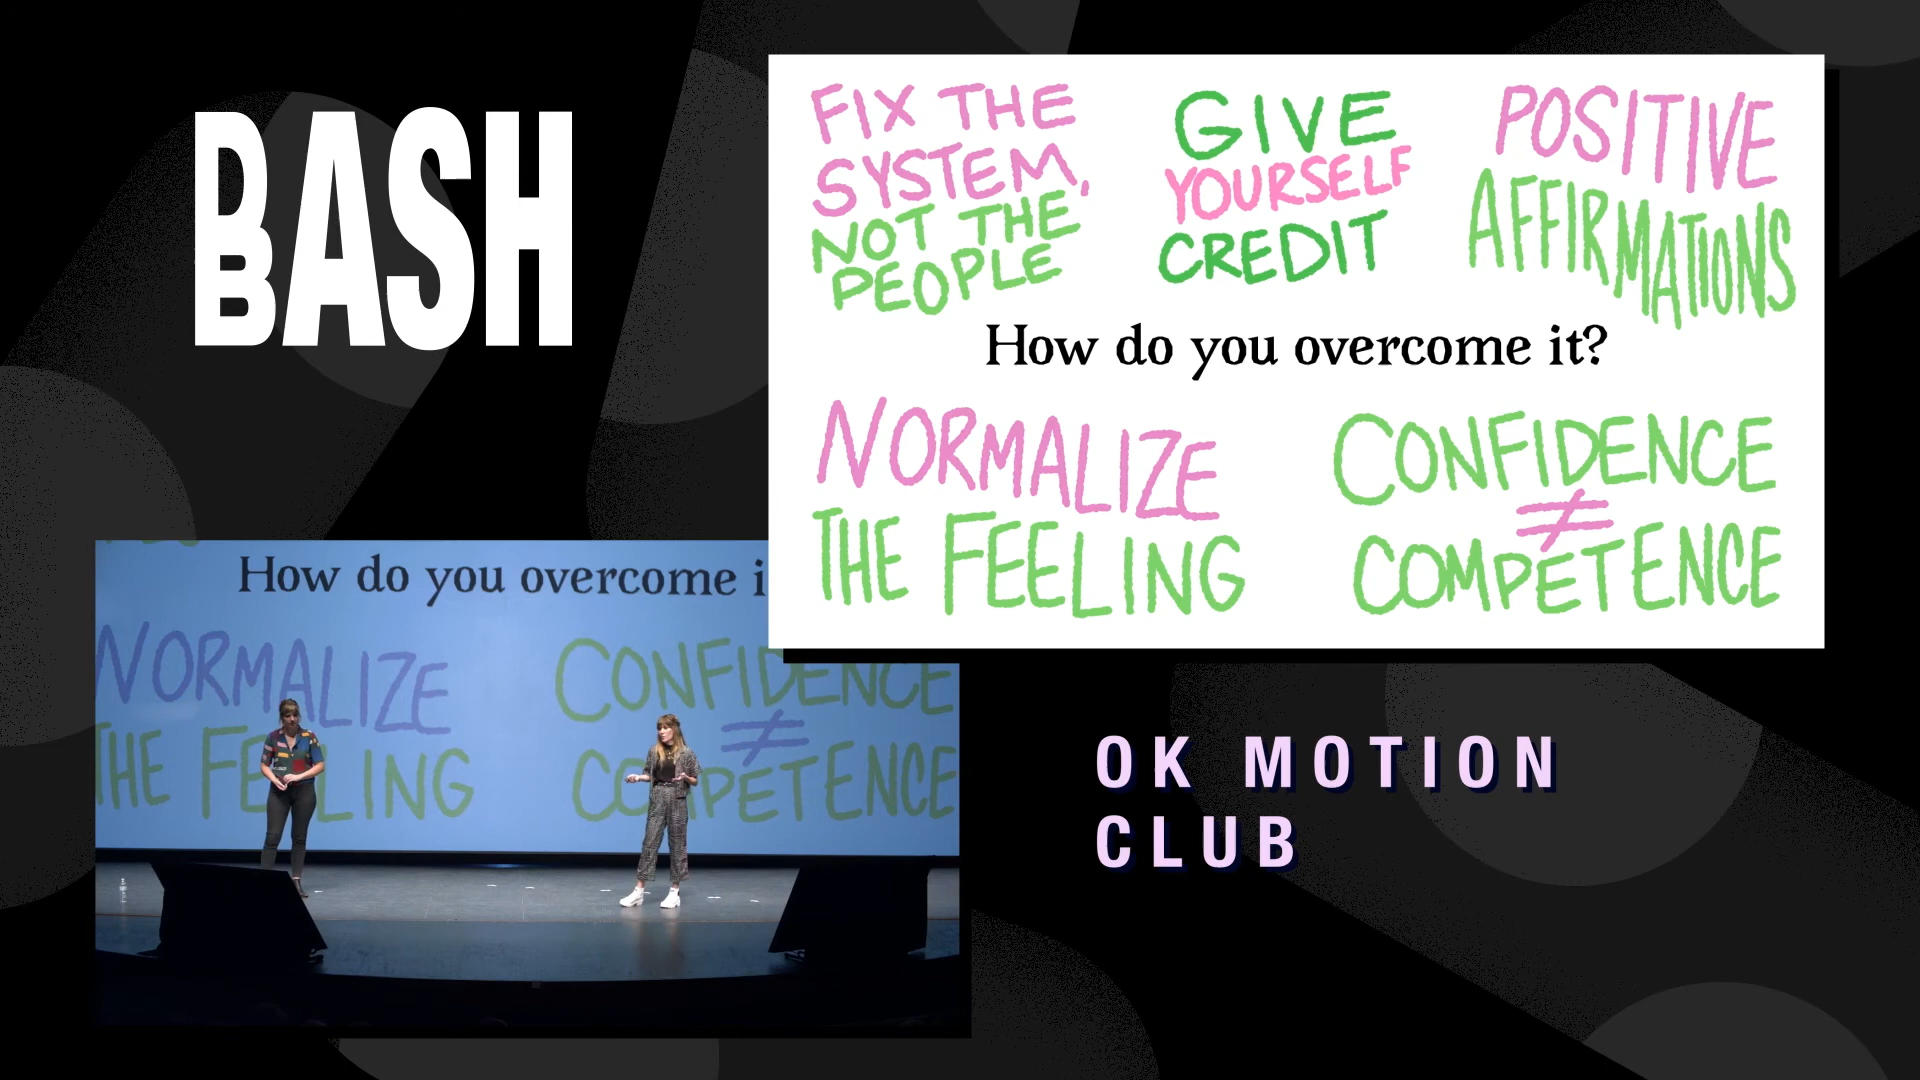 DASH
BASH
FIX THE
SYSTEM,
NOT THE
PEOPLE
GIVE
YOURSELF
CREDIT
POSITIVE
AFFIRMATIONS
How do you overcome it?
NORMALIZE
THE FEELING
CONFIDENCE
≠
COMPETENCE
How do you overcome i
NORMALIZE
THE FEELING
CONFIDENCE
≠
COMPETENCE
OK MOTION
CLUB